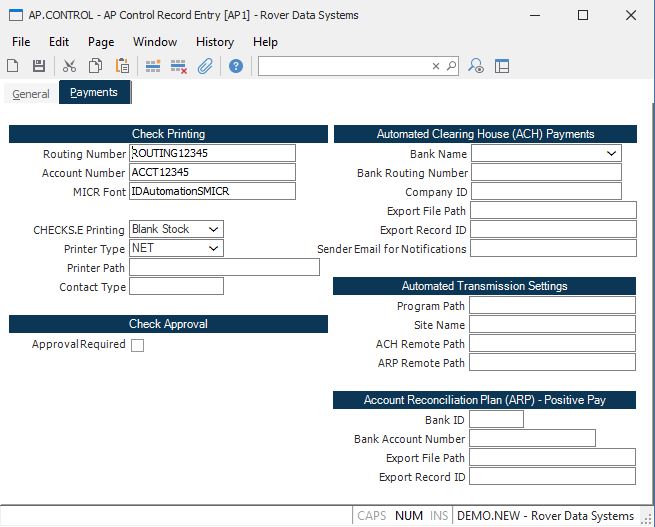 AP.CONTROL - AP Control Record Entry [AP1] - Rover Data Systems
File Edit Page Window History Help
General Payments
Check Printing
Routing Number ROUTING12345
Account Number ACCT12345
MICR Font IDAutomationSMICR
CHECKS.E Printing Blank Stock
Printer Type NET
Printer Path
Contact Type
Check Approval
Approval Required
Automated Clearing House (ACH) Payments
Bank Name
Bank Routing Number
Company ID
Export File Path
Export Record ID
Sender Email for Notifications
Automated Transmission Settings
Program Path
Site Name
ACH Remote Path
ARP Remote Path
Account Reconciliation Plan (ARP) - Positive Pay
Bank ID
Bank Account Number
Export File Path
Export Record ID
CAPS NUM INS DEMO.NEW - Rover Data Systems